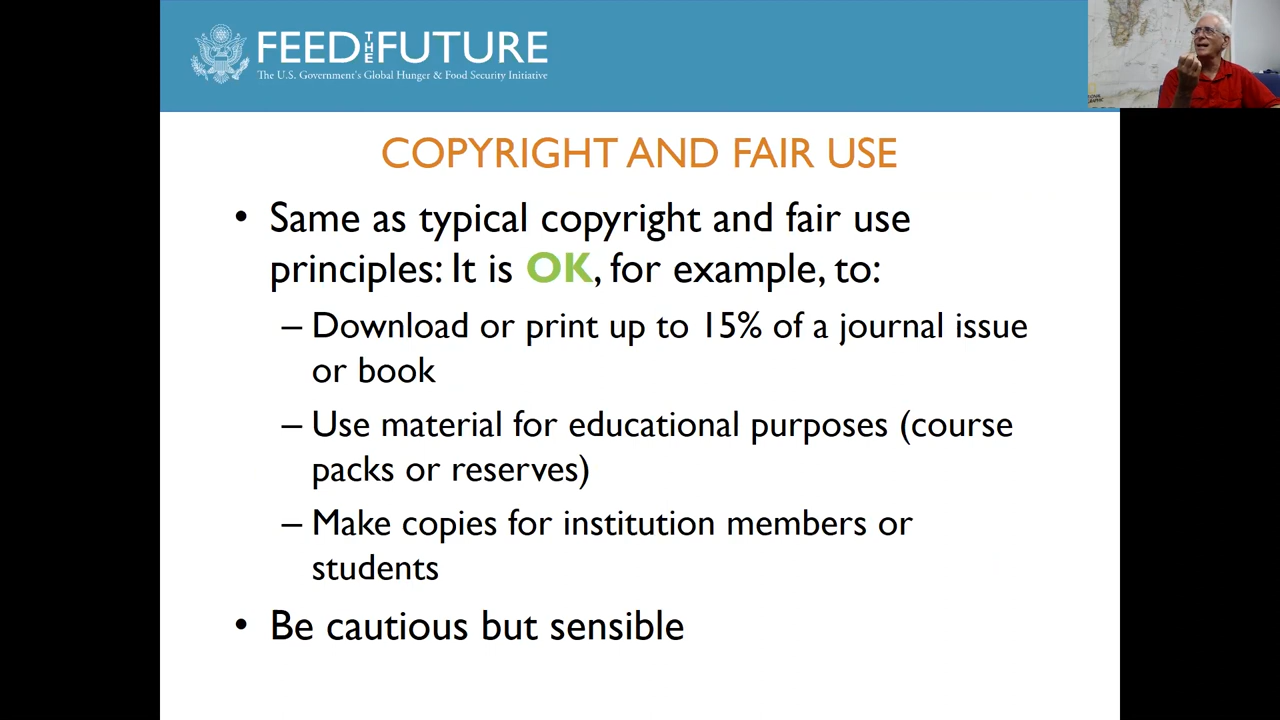 FEED THE FUTURE
The U.S. Government's Global Hunger & Food Security Initiative
COPYRIGHT AND FAIR USE
• Same as typical copyright and fair use
principles: It is OK, for example, to:
– Download or print up to 15% of a journal issue
or book
– Use material for educational purposes (course
packs or reserves)
– Make copies for institution members or
students
• Be cautious but sensible